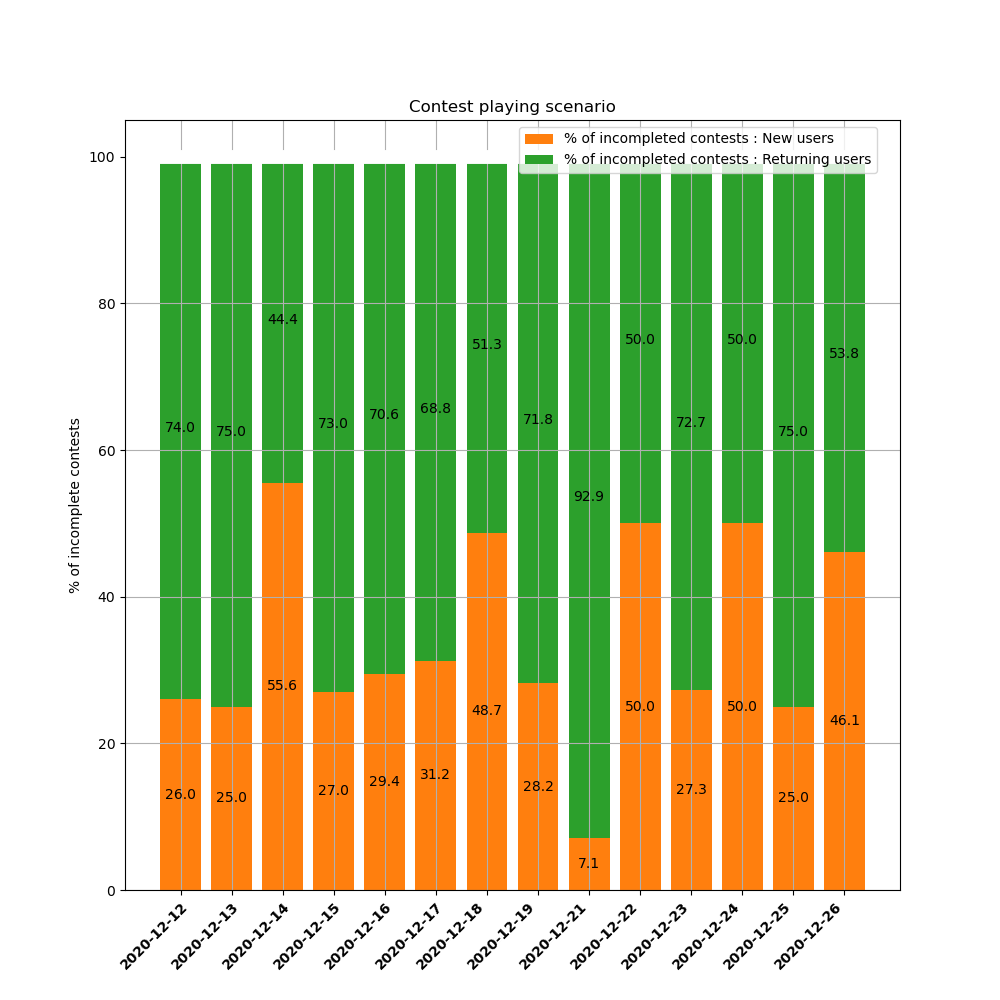 Contest playing scenario
% of incompleted contests : New users
% of incompleted contests : Returning users
% of incomplete contests
100
80
60
40
20
0
74.0 75.0 44.4 73.0 70.6 68.8 51.3 71.8 92.9 50.0 72.7 50.0 75.0 53.8
26.0 25.0 55.6 27.0 29.4 31.2 48.7 28.2 7.1 50.0 27.3 50.0 25.0 46.1
2020-12-12 2020-12-13 2020-12-14 2020-12-15 2020-12-16 2020-12-17 2020-12-18 2020-12-19 2020-12-21 2020-12-22 2020-12-23 2020-12-24 2020-12-25 2020-12-26